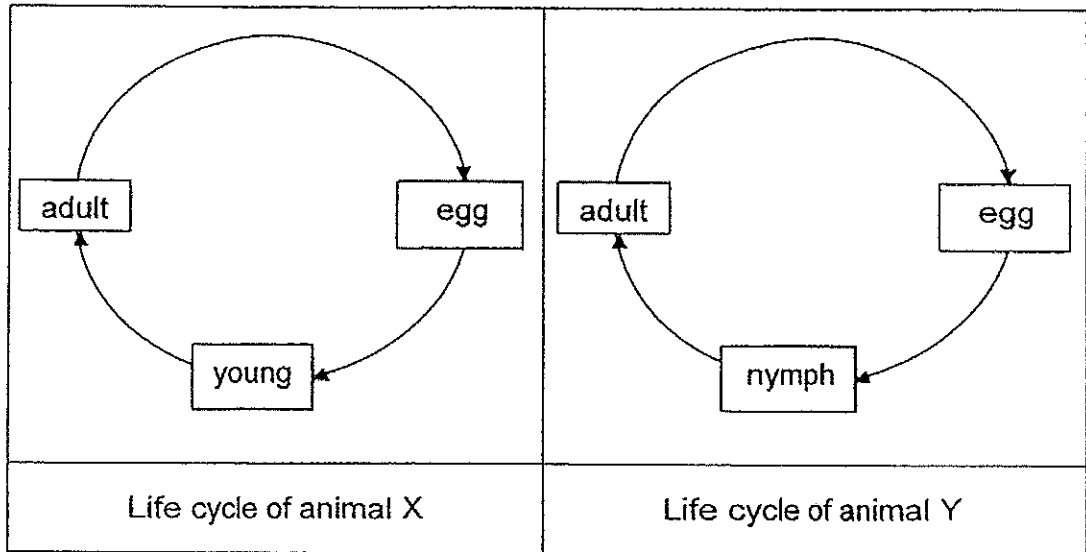 adult
egg
young
Life cycle of animal X
adult
egg
nymph
Life cycle of animal Y